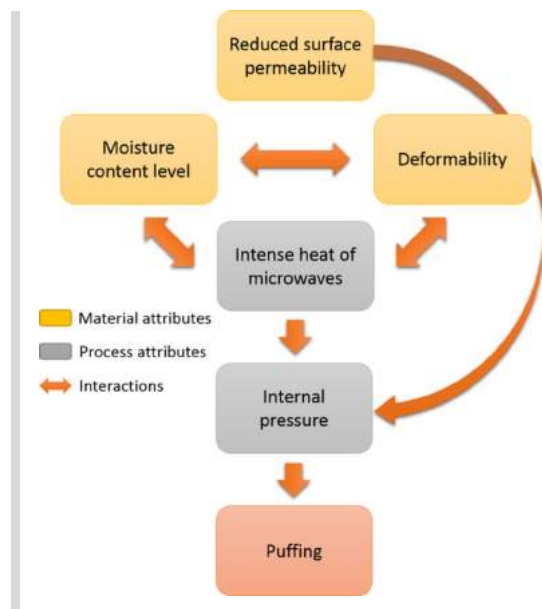 Reduced surface
permeability
Moisture
content level
Deformability
Intense heat of
microwaves
Material attributes
Process attributes
Interactions
Internal
pressure
Puffing